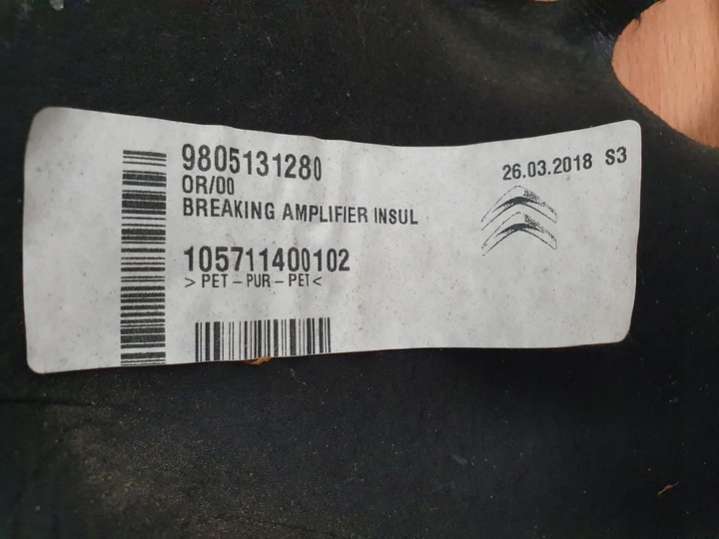 9805131280
OR/00
BREAKING AMPLIFIER INSUL
105711400102
>PET-PUR-PET<
26.03.2018 S3